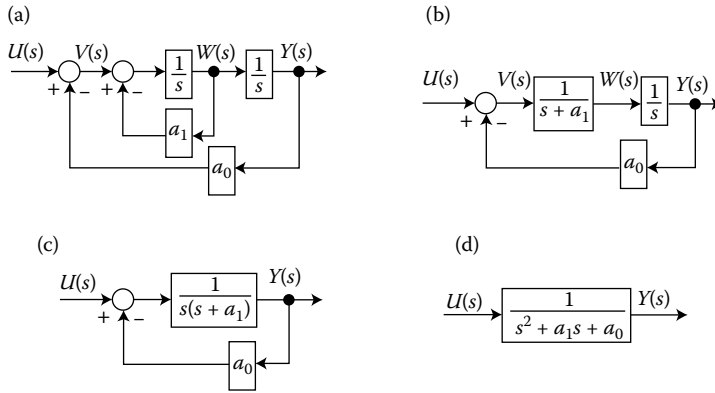 (a)
U(s) V(s) W(s) Y(s)
+ − + − 1/s 1/s
a₁
a₀
(b)
U(s) V(s) W(s) Y(s)
+ − 1/(s + a₁) 1/s
a₀
(c)
U(s) Y(s)
+ − 1/(s(s + a₁))
a₀
(d)
U(s) Y(s)
1/(s² + a₁s + a₀)